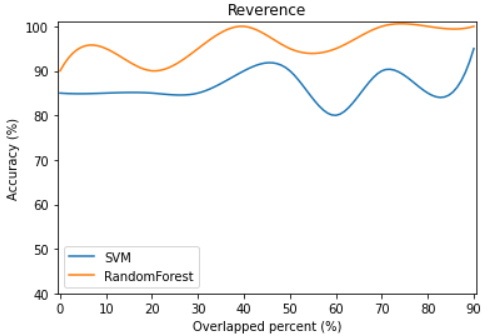 Reverence
100
90
80
70
60
50
40
Accuracy (%)
SVM
RandomForest
0 10 20 30 40 50 60 70 80 90
Overlapped percent (%)